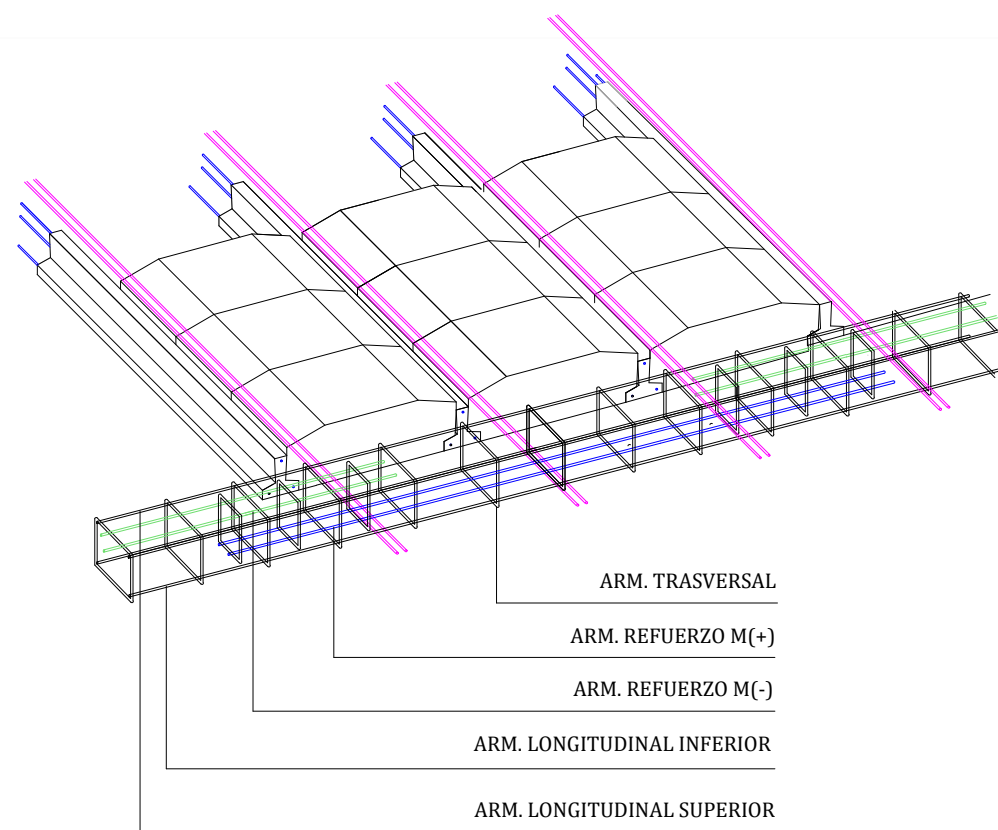 ARM. TRASVERSAL
ARM. REFUERZO M(+)
ARM. REFUERZO M(-)
ARM. LONGITUDINAL INFERIOR
ARM. LONGITUDINAL SUPERIOR